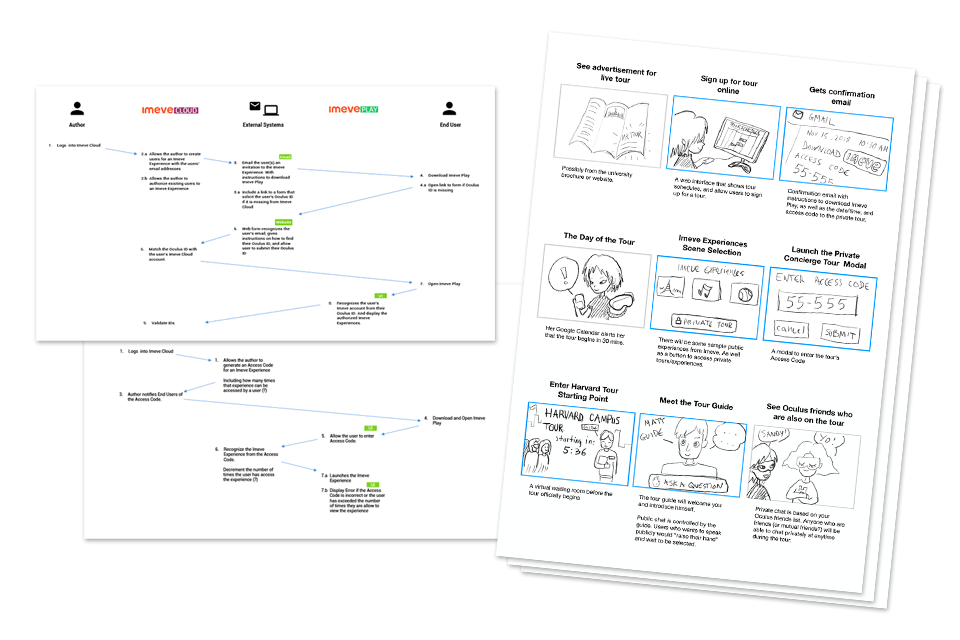 Author
imeve CLOUD
External Systems
imeve PLAY
End User
1. Logs into Imeve Cloud
2.a Allows the author to create
users for an Imeve
Experience with the users'
email addresses
2.b Allows the author to
authorize existing users to
an Imeve Experience
Email
3. Email the user(s) an
invitation to the Imeve
Experience. With
instructions to download
Imeve Play
3.a Include a link to a form that
solicit the user's Oculus ID
if it is missing from Imeve
Cloud
4. Download Imeve Play
4.a Open link to form if Oculus
ID is missing
Website
Web form recognizes the
user's email, gives
instructions on how to find
their Oculus ID, and allow
user to submit their Oculus
ID
Match the Oculus ID with
the user's Imeve Cloud
account
7. Open Imeve Play
UI
Recognizes the user's
Imeve account from their
Oculus ID. And display the
authorized Imeve
Experiences.
Validate IDs
1. Logs into Imeve Cloud
1. Allows the author to
generate an Access Code
for an Imeve Experience
Including how many times
that experience can be
accessed by a user (?)
3. Author notifies End Users of
the Access Code.
4. Download and Open Imeve
Play
UI
5. Allow the user to enter
Access Code.
6. Recognize the Imeve
Experience from the Access
Code.
Decrement the number of
times the user has access
the experience (?)
7.a Launches the Imeve
Experience
UI
7.b Display Error if the Access
Code is incorrect or the user
has exceeded the number
of times they are allow to
view the experience
See advertisement for
live tour
TOUR
Possibly from the university
brochure or website.
Sign up for tour
online
A web interface that shows tour
schedules, and allow users to sign
up for a tour.
Gets confirmation
email
GMAIL
NOV 15, 2018 10:30 AM
DOWNLOAD imeve
ACCESS CODE
55-555
Confirmation email with
instructions to download Imeve
Play, as well as the date/time, and
access code to the private tour.
The Day of the Tour
!
Her Google Calendar alerts her
that the tour begins in 30 mins.
Imeve Experiences
Scene Selection
IMEVE EXPERIENCES
PRIVATE TOUR
There will be some sample public
experiences from Imeve. As well
as a button to access private
tours/experiences.
Launch the Private
Concierge Tour Modal
ENTER ACCESS CODE
55-555
cancel SUBMIT
A modal to enter the tour's
Access Code
Enter Harvard Tour
Starting Point
HARVARD CAMPUS
TOUR
starting in:
5:36
A virtual waiting room before the
tour officially begins
Meet the Tour Guide
MATT
GUIDE
ASK A QUESTION
The tour guide will welcome you
and introduce himself.
Public chat is controlled by the
guide. Users who wants to speak
publicly would "raise their hand"
and wait to be selected.
See Oculus friends who
are also on the tour
SANDY!
Yo!
Private chat is based on your
Oculus friends list. Anyone who are
friends (or mutual friends?) will be
able to chat privately at anytime
during the tour.